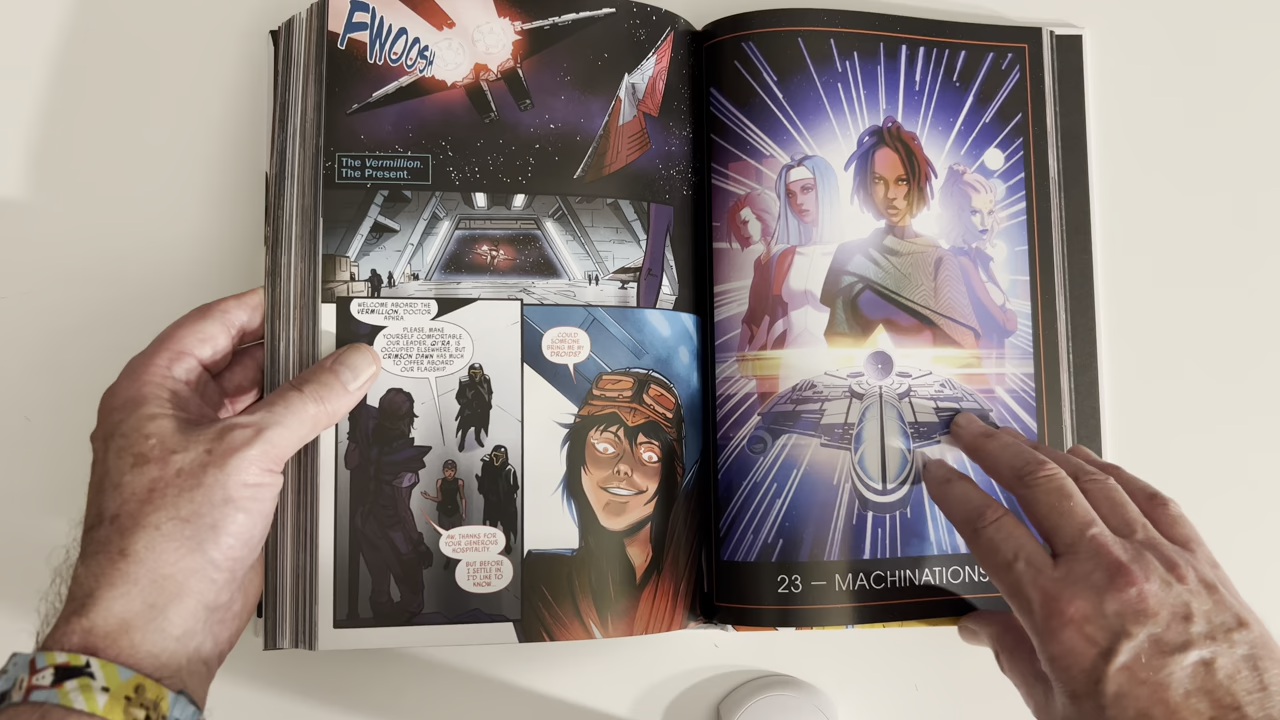 FWOOSH
The Vermillion.
The Present.
WELCOME ABOARD THE
VERMILLION, DOCTOR
APHRA.
PLEASE, MAKE
YOURSELF COMFORTABLE.
OUR LEADER, QI'RA, IS
OCCUPIED ELSEWHERE, BUT
CRIMSON DAWN HAS MUCH
TO OFFER ABOARD
OUR FLAGSHIP.
AW, THANKS FOR
YOUR GENEROUS
HOSPITALITY.
BUT BEFORE
I SETTLE IN,
I'D LIKE TO
KNOW...
COULD
SOMEONE
BRING ME MY
DROIDS?
23 — MACHINATIONS